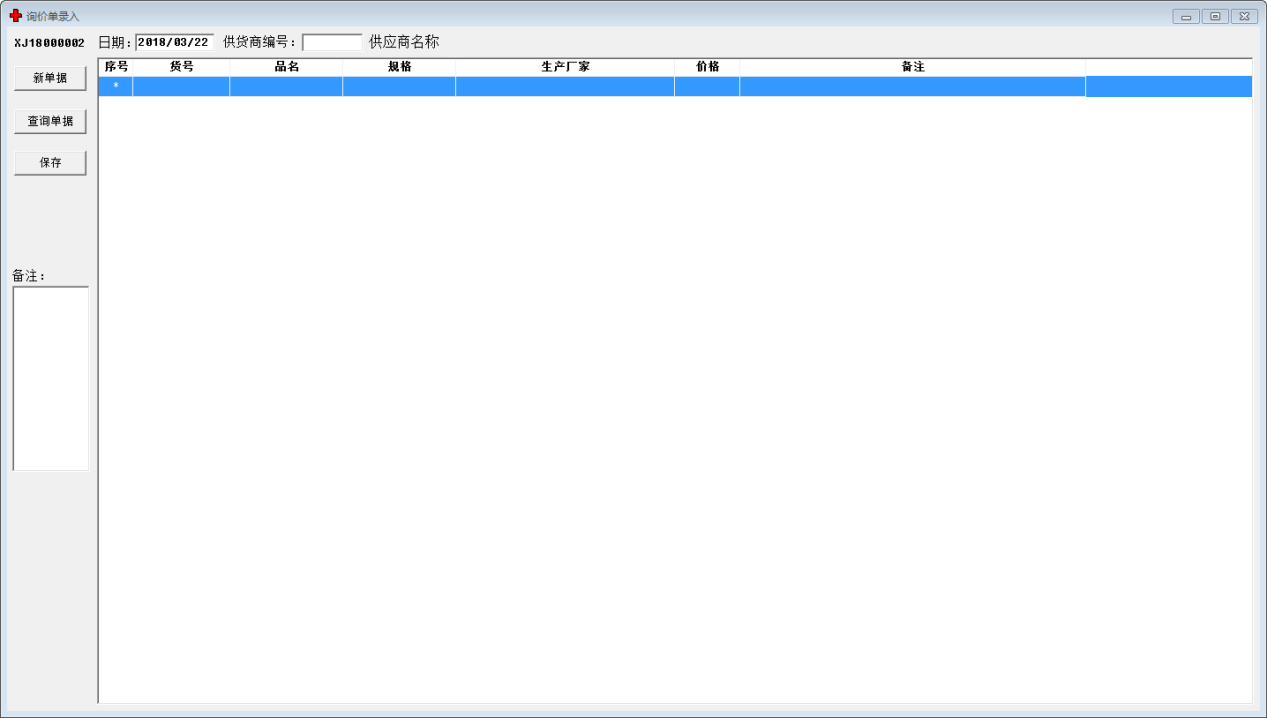 询价单录入
XJ18000002 日期: 2018/03/22 供货商编号: 供应商名称
序号 货号 品名 规格 生产厂家 价格 备注
*
新单据
查询单据
保存
备注: